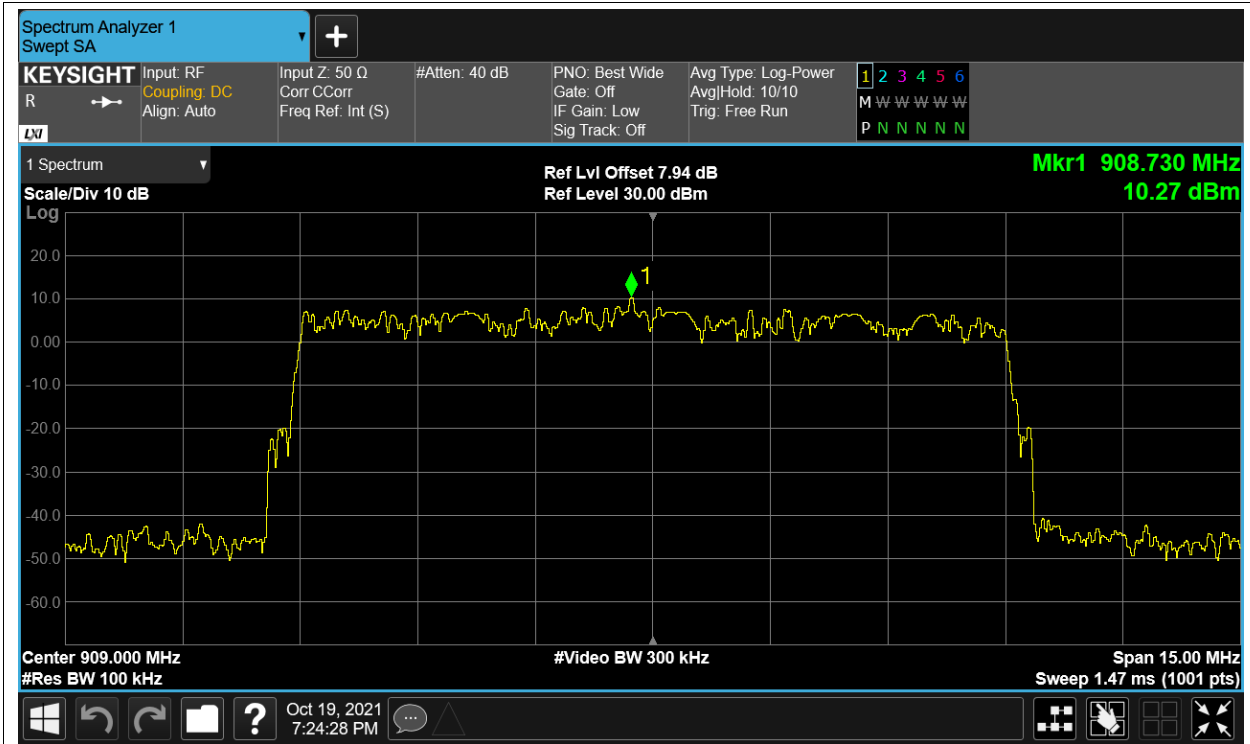 Spectrum Analyzer 1
Swept SA
KEYSIGHT
R
LXI
Input: RF
Coupling: DC
Align: Auto
Input Z: 50 Ω
Corr CCorr
Freq Ref: Int (S)
#Atten: 40 dB
PNO: Best Wide
Gate: Off
IF Gain: Low
Sig Track: Off
Avg Type: Log-Power
Avg|Hold: 10/10
Trig: Free Run
1 2 3 4 5 6
M W W W W W
P N N N N N
1 Spectrum
Scale/Div 10 dB
Log
Ref Lvl Offset 7.94 dB
Ref Level 30.00 dBm
Mkr1 908.730 MHz
10.27 dBm
20.0
1
10.0
0.00
-10.0
-20.0
-30.0
-40.0
-50.0
-60.0
Center 909.000 MHz
#Video BW 300 kHz
Span 15.00 MHz
#Res BW 100 kHz
Sweep 1.47 ms (1001 pts)
?
Oct 19, 2021
7:24:28 PM